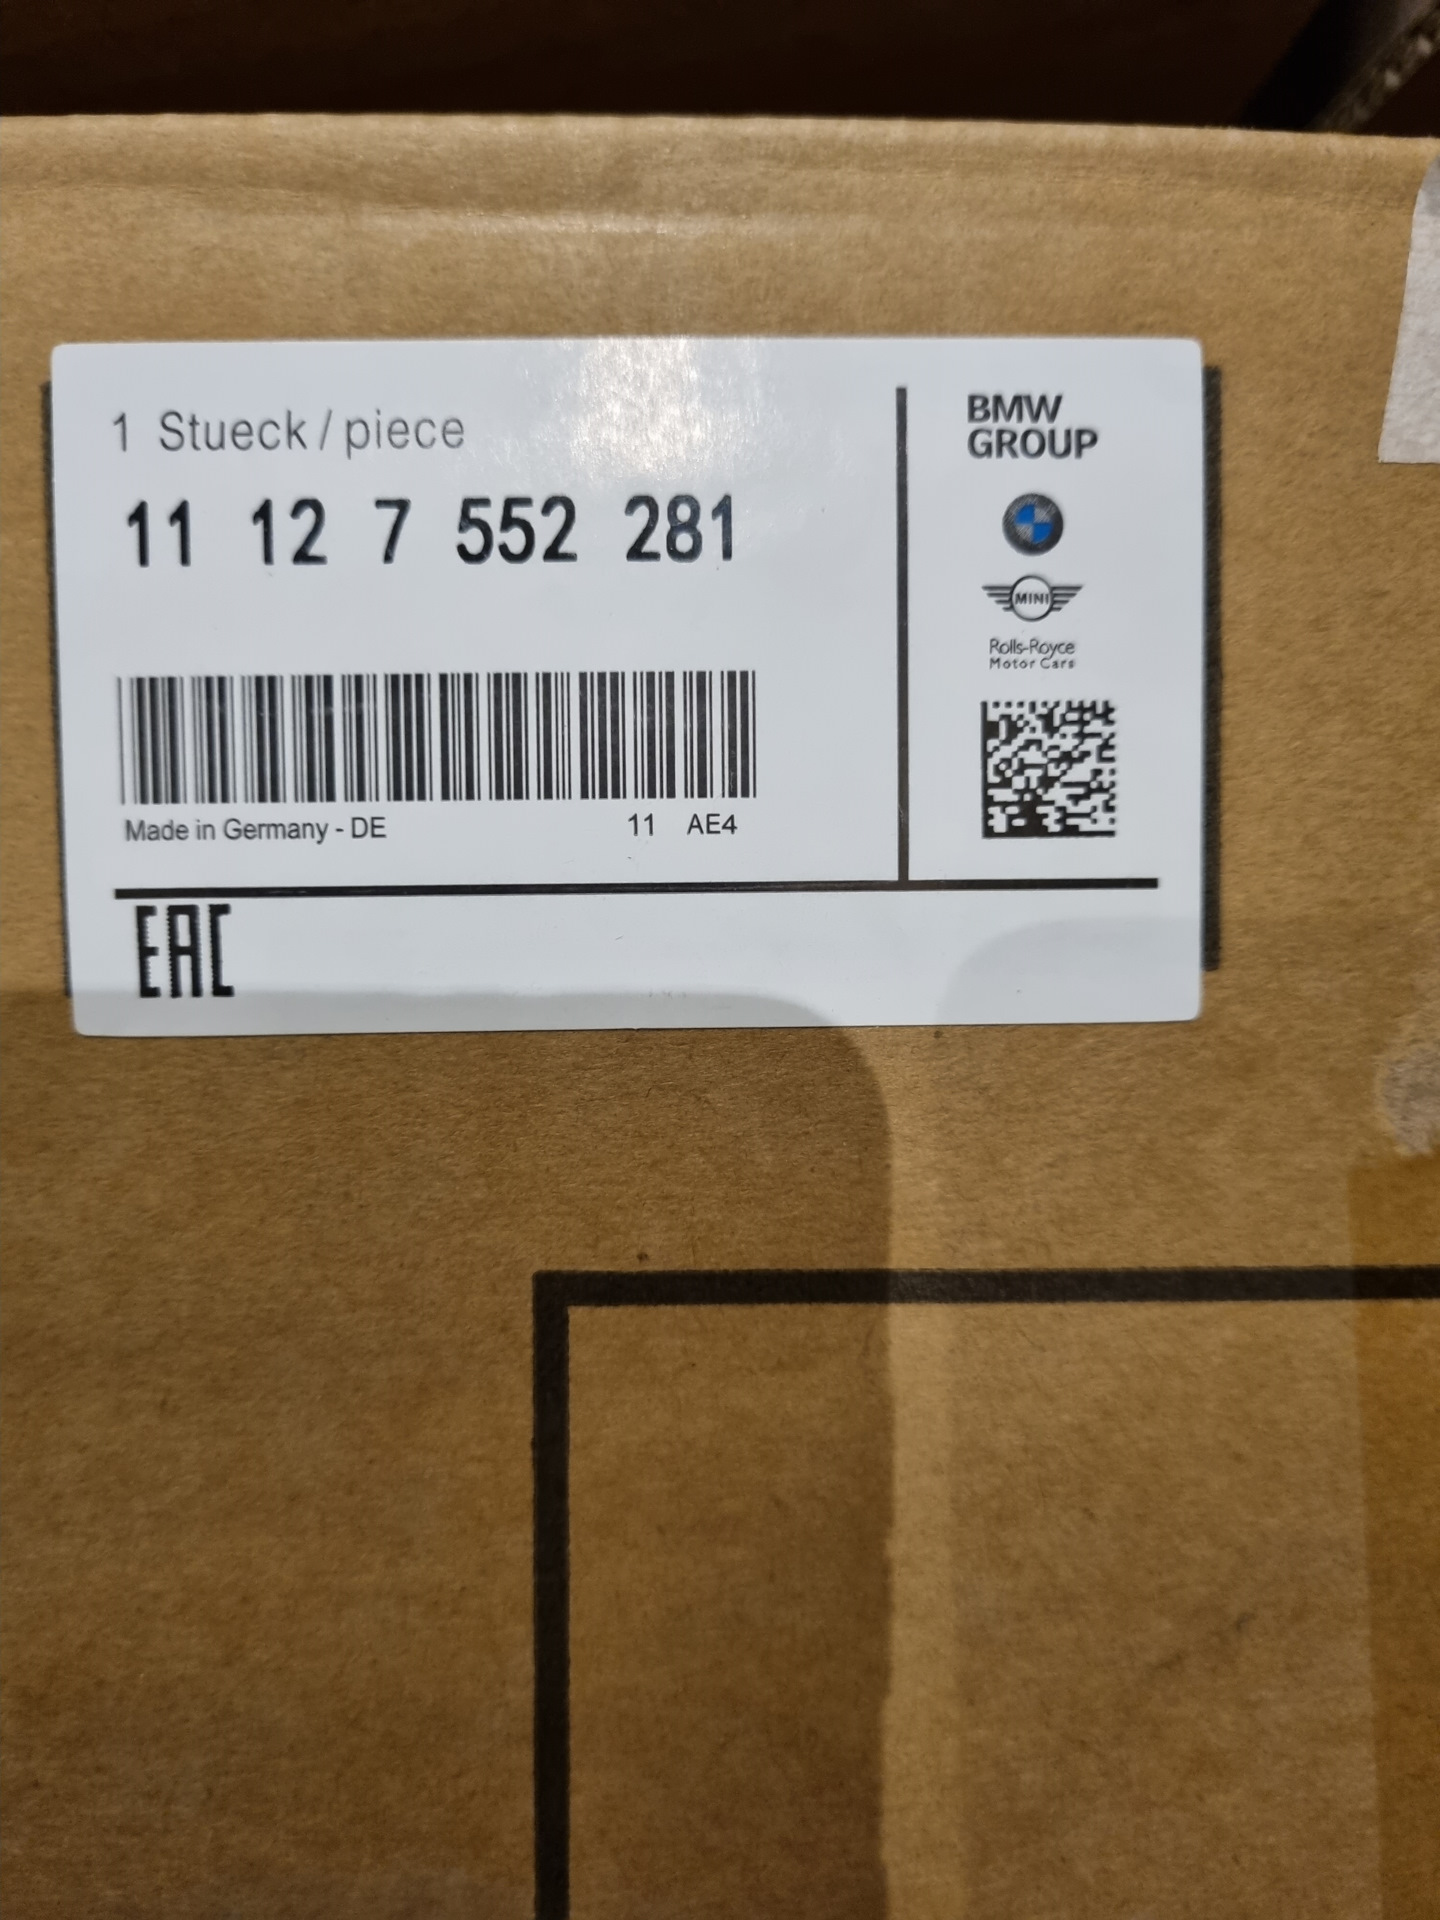 1 Stueck / piece
11 12 7 552 281
Made in Germany - DE
11 AE4
BMW
GROUP
MINI
Rolls-Royce
Motor Cars
EAC